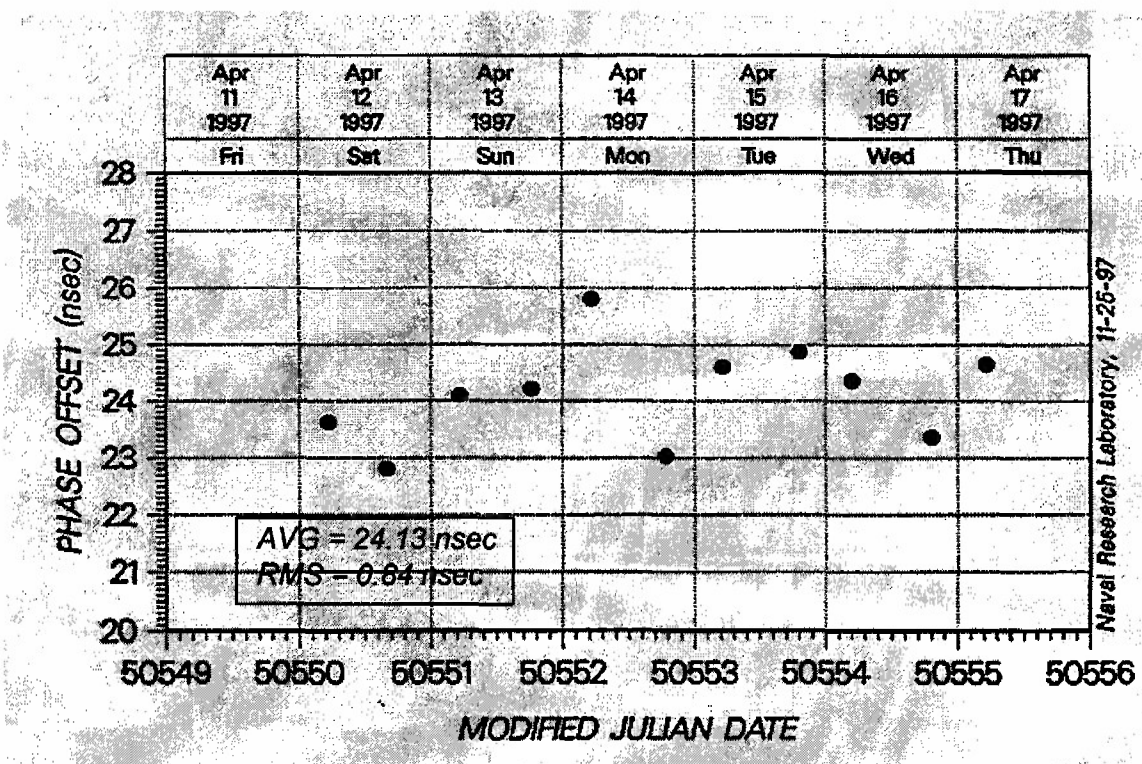 Apr 11 1997 Apr 12 1997 Apr 13 1997 Apr 14 1997 Apr 15 1997 Apr 16 1997 Apr 17 1997
Fri Sat Sun Mon Tue Wed Thu
28
27
26
25
24
23
22
21
20
PHASE OFFSET (nsec)
AVG = 24.13 nsec
RMS = 0.84 nsec
50549 50550 50551 50552 50553 50554 50555 50556
MODIFIED JULIAN DATE
Naval Research Laboratory, 11-25-97